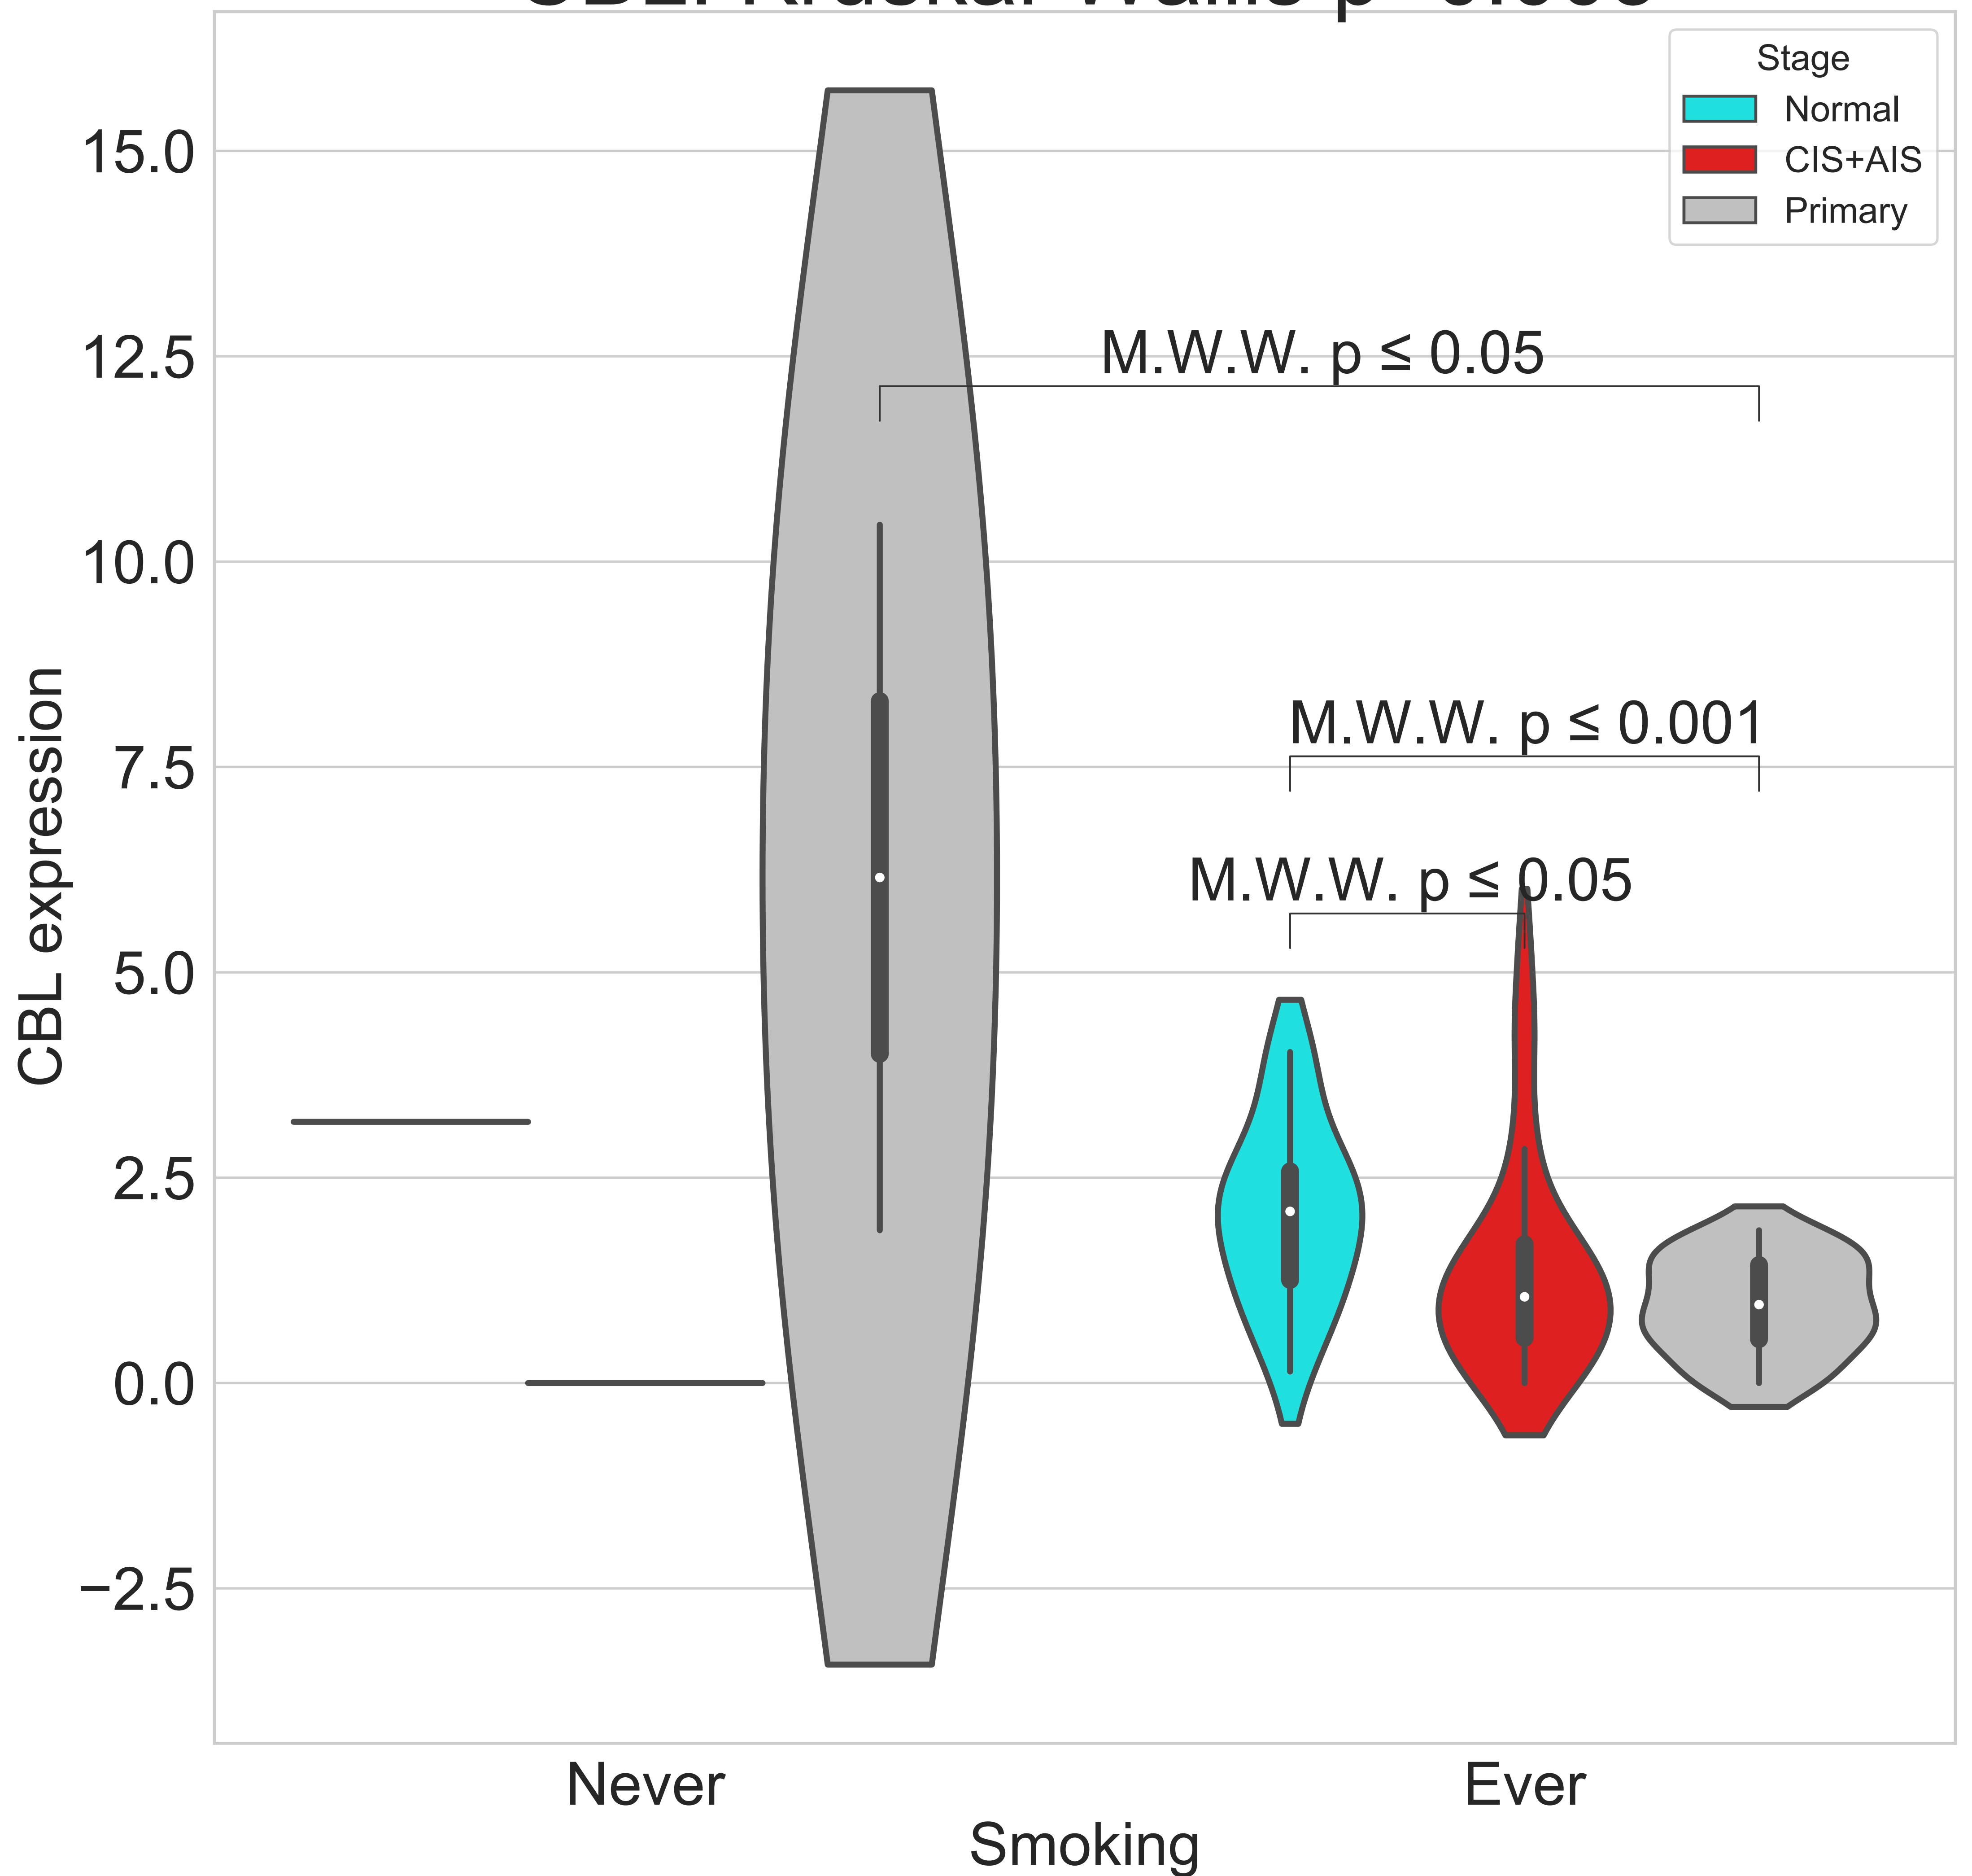 Stage
Normal
CIS+AIS
Primary
15.0
12.5
10.0
7.5
5.0
2.5
0.0
−2.5
CBL expression
M.W.W. p ≤ 0.05
M.W.W. p ≤ 0.001
M.W.W. p ≤ 0.05
Never
Ever
Smoking